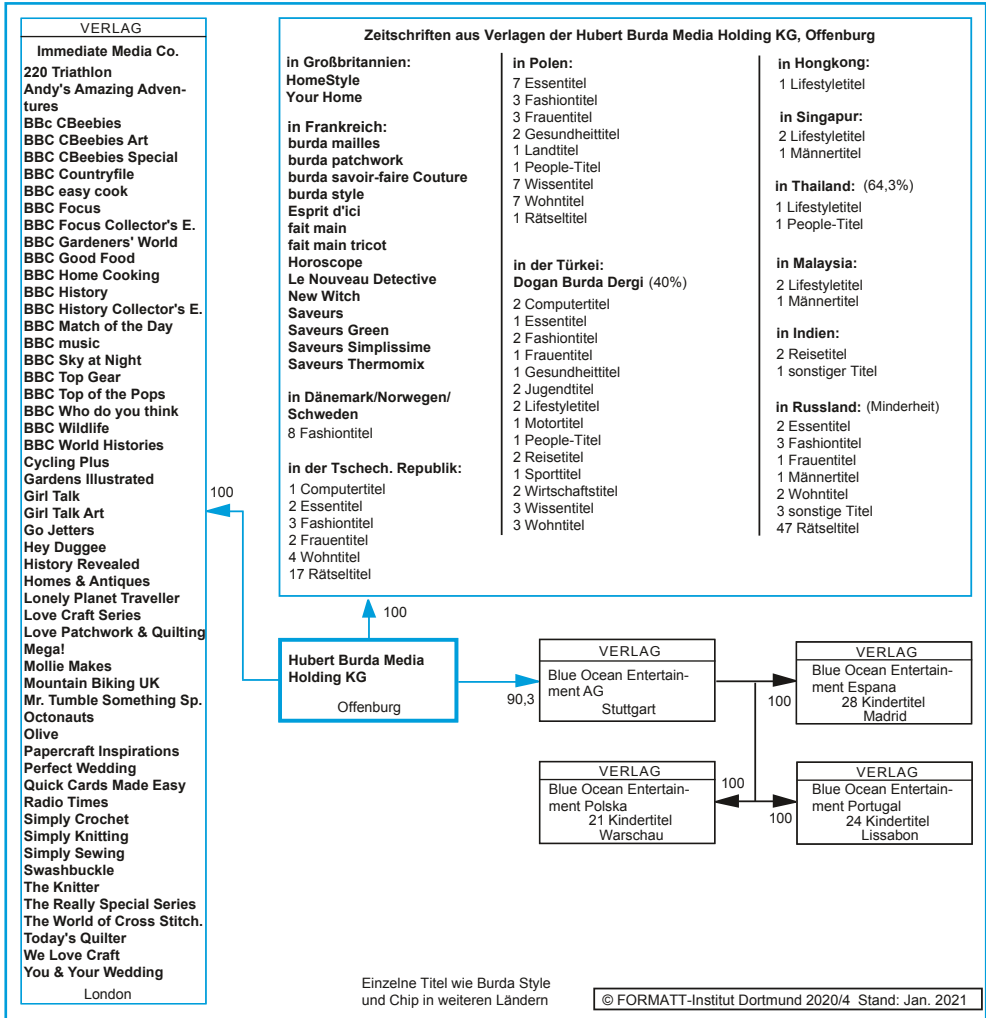 VERLAG
Immediate Media Co.
220 Triathlon
Andy's Amazing Adven-
tures
BBc CBeebies
BBC CBeebies Art
BBC CBeebies Special
BBC Countryfile
BBC easy cook
BBC Focus
BBC Focus Collector's E.
BBC Gardeners' World
BBC Good Food
BBC Home Cooking
BBC History
BBC History Collector's E.
BBC Match of the Day
BBC music
BBC Sky at Night
BBC Top Gear
BBC Top of the Pops
BBC Who do you think
BBC Wildlife
BBC World Histories
Cycling Plus
Gardens Illustrated
Girl Talk
Girl Talk Art
Go Jetters
Hey Duggee
History Revealed
Homes & Antiques
Lonely Planet Traveller
Love Craft Series
Love Patchwork & Quilting
Mega!
Mollie Makes
Mountain Biking UK
Mr. Tumble Something Sp.
Octonauts
Olive
Papercraft Inspirations
Perfect Wedding
Quick Cards Made Easy
Radio Times
Simply Crochet
Simply Knitting
Simply Sewing
Swashbuckle
The Knitter
The Really Special Series
The World of Cross Stitch.
Today's Quilter
We Love Craft
You & Your Wedding
London
100
Zeitschriften aus Verlagen der Hubert Burda Media Holding KG, Offenburg
in Großbritannien:
HomeStyle
Your Home
in Frankreich:
burda mailles
burda patchwork
burda savoir-faire Couture
burda style
Esprit d'ici
fait main
fait main tricot
Horoscope
Le Nouveau Detective
New Witch
Saveurs
Saveurs Green
Saveurs Simplissime
Saveurs Thermomix
in Dänemark/Norwegen/
Schweden
8 Fashiontitel
in der Tschech. Republik:
1 Computertitel
2 Essentitel
3 Fashiontitel
2 Frauentitel
4 Wohntitel
17 Rätseltitel
in Polen:
7 Essentitel
3 Fashiontitel
3 Frauentitel
2 Gesundheittitel
1 Landtitel
1 People-Titel
7 Wissentitel
7 Wohntitel
1 Rätseltitel
in der Türkei:
Dogan Burda Dergi (40%)
2 Computertitel
1 Essentitel
2 Fashiontitel
1 Frauentitel
1 Gesundheittitel
2 Jugendtitel
2 Lifestyletitel
1 Motortitel
1 People-Titel
2 Reisetitel
1 Sporttitel
2 Wirtschaftstitel
3 Wissentitel
3 Wohntitel
in Hongkong:
1 Lifestyletitel
in Singapur:
2 Lifestyletitel
1 Männertitel
in Thailand: (64,3%)
1 Lifestyletitel
1 People-Titel
in Malaysia:
2 Lifestyletitel
1 Männertitel
in Indien:
2 Reisetitel
1 sonstiger Titel
in Russland: (Minderheit)
2 Essentitel
3 Fashiontitel
1 Frauentitel
1 Männertitel
2 Wohntitel
3 sonstige Titel
47 Rätseltitel
100
Hubert Burda Media
Holding KG
Offenburg
90,3
VERLAG
Blue Ocean Entertain-
ment AG
Stuttgart
100
VERLAG
Blue Ocean Entertain-
ment Espana
28 Kindertitel
Madrid
VERLAG
Blue Ocean Entertain-
ment Polska
21 Kindertitel
Warschau
100
100
VERLAG
Blue Ocean Entertain-
ment Portugal
24 Kindertitel
Lissabon
Einzelne Titel wie Burda Style
und Chip in weiteren Ländern
© FORMATT-Institut Dortmund 2020/4 Stand: Jan. 2021